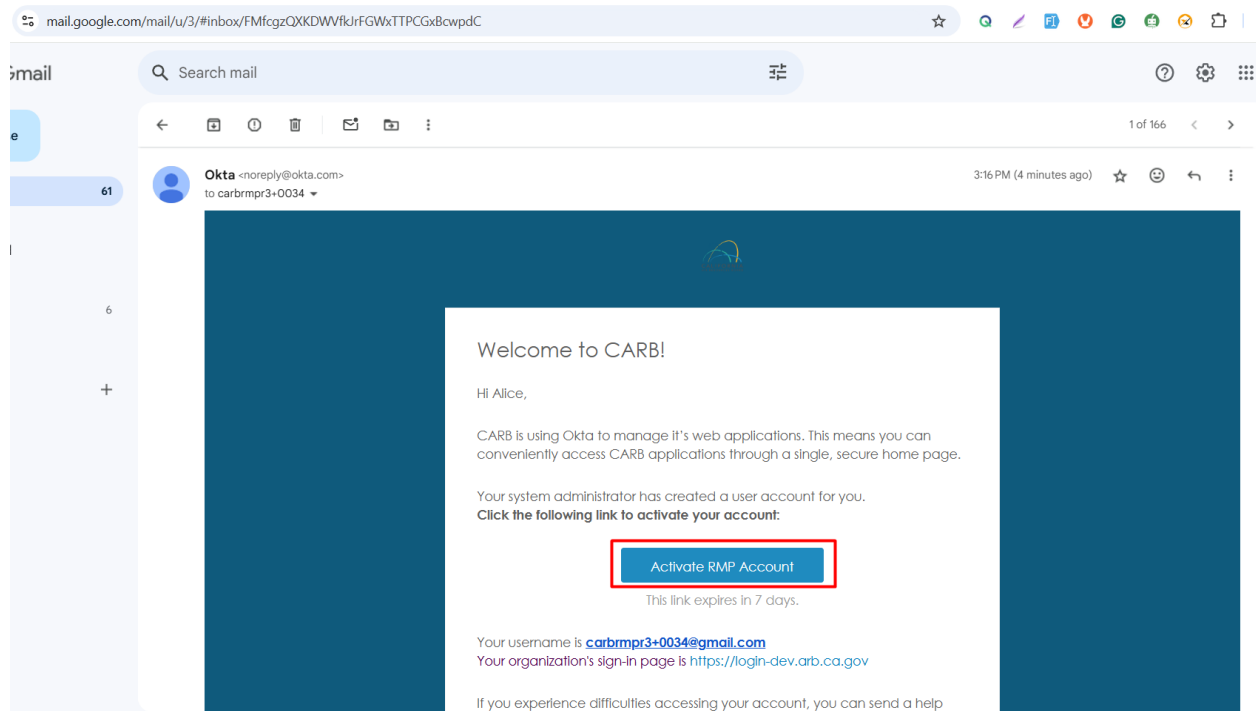 mail.google.com/mail/u/3/#inbox/FMfcgzQXKDWVfkJrFGWxTTPCGxBcwpdC
Search mail
1 of 166
61
Okta <noreply@okta.com>
3:16 PM (4 minutes ago)
to carbrmpr3+0034
6
Welcome to CARB!
Hi Alice,
CARB is using Okta to manage it's web applications. This means you can
conveniently access CARB applications through a single, secure home page.
Your system administrator has created a user account for you.
Click the following link to activate your account:
Activate RMP Account
This link expires in 7 days.
Your username is carbrmpr3+0034@gmail.com
Your organization's sign-in page is https://login-dev.arb.ca.gov
If you experience difficulties accessing your account, you can send a help